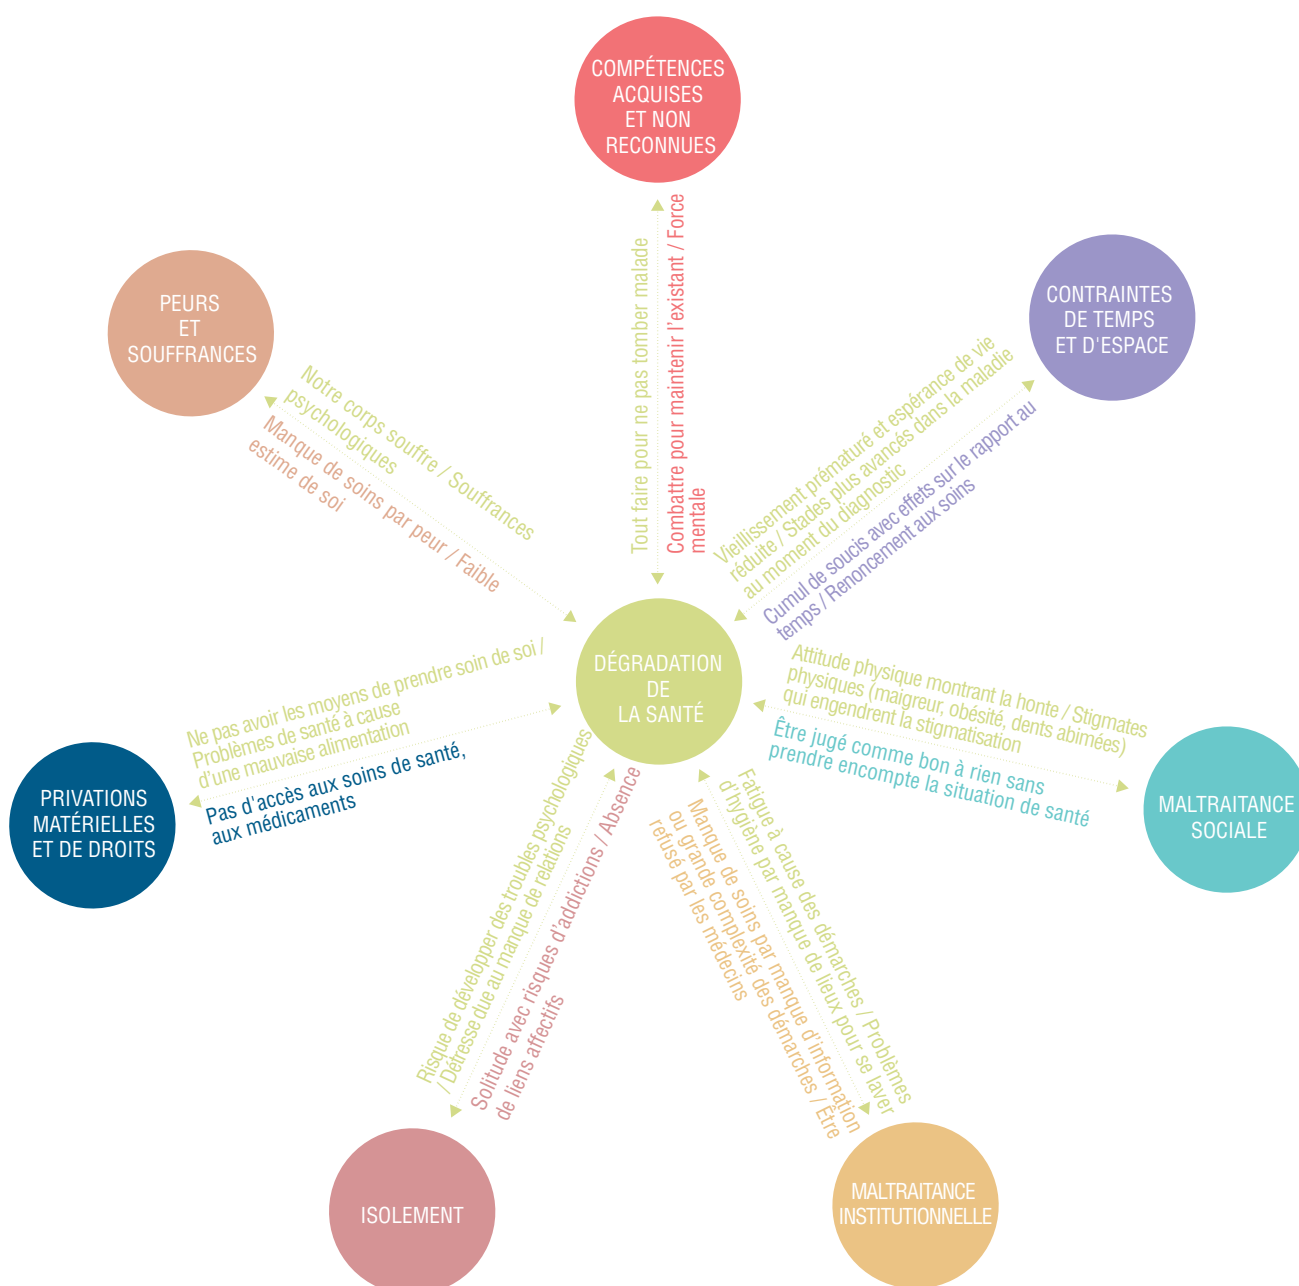 COMPÉTENCES
ACQUISES
ET NON
RECONNUES
Tout faire pour ne pas tomber malade
Combattre pour maintenir l'existant / Force
mentale
CONTRAINTES
DE TEMPS
ET D'ESPACE
Vieillissement prématuré et espérance de vie
réduite / Stades plus avancés dans la maladie
au moment du diagnostic
Cumul de soucis avec effets sur le rapport au
temps / Renoncement aux soins
PEURS
ET
SOUFFRANCES
Notre corps souffre / Souffrances
psychologiques
Manque de soins par peur / Faible
estime de soi
DÉGRADATION
DE
LA SANTÉ
Attitude physique montrant la honte / Stigmates
physiques (maigreur, obésité, dents abimées)
qui engendrent la stigmatisation
Être jugé comme bon à rien sans
prendre encompte la situation de santé
MALTRAITANCE
SOCIALE
Ne pas avoir les moyens de prendre soin de soi /
Problèmes de santé à cause
d'une mauvaise alimentation
Pas d'accès aux soins de santé,
aux médicaments
PRIVATIONS
MATÉRIELLES
ET DE DROITS
Risque de développer des troubles psychologiques
/ Détresse due au manque de relations
Solitude avec risques d'addictions / Absence
de liens affectifs
ISOLEMENT
Fatigue à cause des démarches / Problèmes
d'hygiène par manque de lieux pour se laver
Manque de soins par manque d'information
ou grande complexité des démarches / Être
refusé par les médecins
MALTRAITANCE
INSTITUTIONNELLE